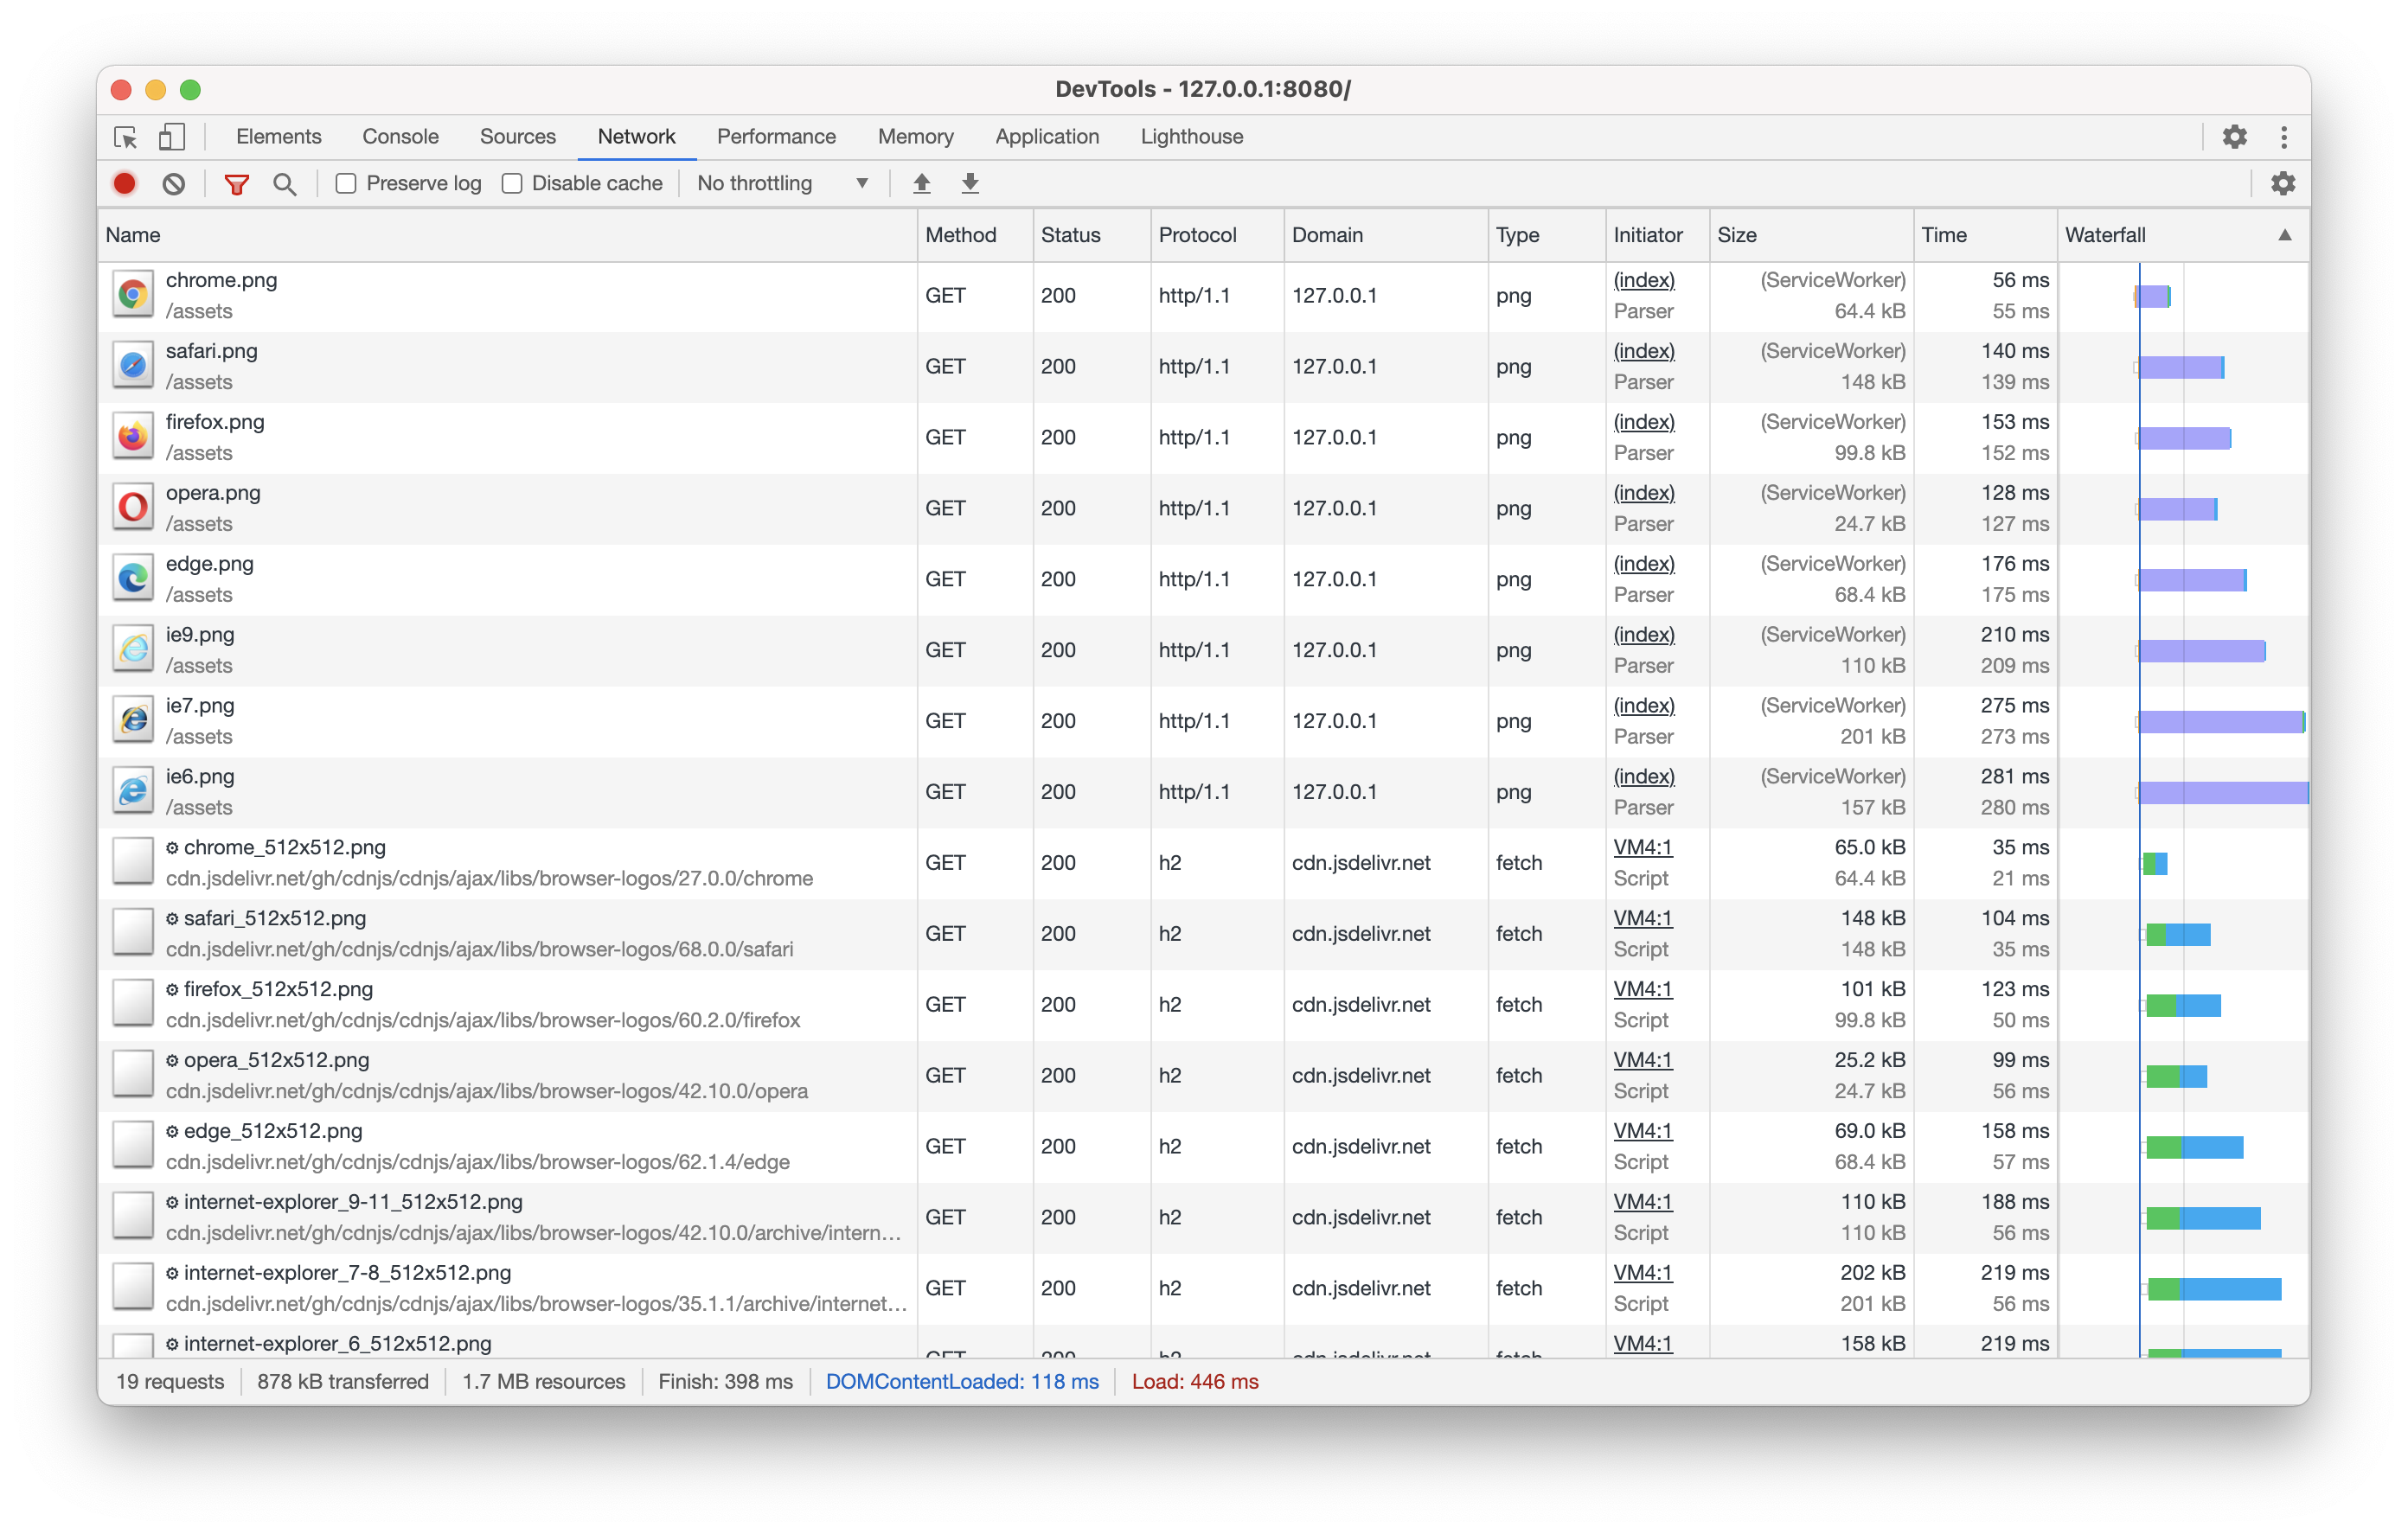 DevTools - 127.0.0.1:8080/
Elements Console Sources Network Performance Memory Application Lighthouse
Preserve log Disable cache No throttling
Name Method Status Protocol Domain Type Initiator Size Time Waterfall
chrome.png (index) (ServiceWorker) 56 ms
GET 200 http/1.1 127.0.0.1 png
/assets Parser 64.4 kB 55 ms
safari.png (index) (ServiceWorker) 140 ms
GET 200 http/1.1 127.0.0.1 png
/assets Parser 148 kB 139 ms
firefox.png (index) (ServiceWorker) 153 ms
GET 200 http/1.1 127.0.0.1 png
/assets Parser 99.8 kB 152 ms
opera.png (index) (ServiceWorker) 128 ms
GET 200 http/1.1 127.0.0.1 png
/assets Parser 24.7 kB 127 ms
edge.png (index) (ServiceWorker) 176 ms
GET 200 http/1.1 127.0.0.1 png
/assets Parser 68.4 kB 175 ms
ie9.png (index) (ServiceWorker) 210 ms
GET 200 http/1.1 127.0.0.1 png
/assets Parser 110 kB 209 ms
ie7.png (index) (ServiceWorker) 275 ms
GET 200 http/1.1 127.0.0.1 png
/assets Parser 201 kB 273 ms
ie6.png (index) (ServiceWorker) 281 ms
GET 200 http/1.1 127.0.0.1 png
/assets Parser 157 kB 280 ms
chrome_512x512.png VM4:1 65.0 kB 35 ms
GET 200 h2 cdn.jsdelivr.net fetch
cdn.jsdelivr.net/gh/cdnjs/cdnjs/ajax/libs/browser-logos/27.0.0/chrome Script 64.4 kB 21 ms
safari_512x512.png VM4:1 148 kB 104 ms
GET 200 h2 cdn.jsdelivr.net fetch
cdn.jsdelivr.net/gh/cdnjs/cdnjs/ajax/libs/browser-logos/68.0.0/safari Script 148 kB 35 ms
firefox_512x512.png VM4:1 101 kB 123 ms
GET 200 h2 cdn.jsdelivr.net fetch
cdn.jsdelivr.net/gh/cdnjs/cdnjs/ajax/libs/browser-logos/60.2.0/firefox Script 99.8 kB 50 ms
opera_512x512.png VM4:1 25.2 kB 99 ms
GET 200 h2 cdn.jsdelivr.net fetch
cdn.jsdelivr.net/gh/cdnjs/cdnjs/ajax/libs/browser-logos/42.10.0/opera Script 24.7 kB 56 ms
edge_512x512.png VM4:1 69.0 kB 158 ms
GET 200 h2 cdn.jsdelivr.net fetch
cdn.jsdelivr.net/gh/cdnjs/cdnjs/ajax/libs/browser-logos/62.1.4/edge Script 68.4 kB 57 ms
internet-explorer_9-11_512x512.png VM4:1 110 kB 188 ms
GET 200 h2 cdn.jsdelivr.net fetch
cdn.jsdelivr.net/gh/cdnjs/cdnjs/ajax/libs/browser-logos/42.10.0/archive/intern… Script 110 kB 56 ms
internet-explorer_7-8_512x512.png VM4:1 202 kB 219 ms
GET 200 h2 cdn.jsdelivr.net fetch
cdn.jsdelivr.net/gh/cdnjs/cdnjs/ajax/libs/browser-logos/35.1.1/archive/internet… Script 201 kB 56 ms
internet-explorer_6_512x512.png VM4:1 158 kB 219 ms
19 requests 878 kB transferred 1.7 MB resources Finish: 398 ms DOMContentLoaded: 118 ms Load: 446 ms